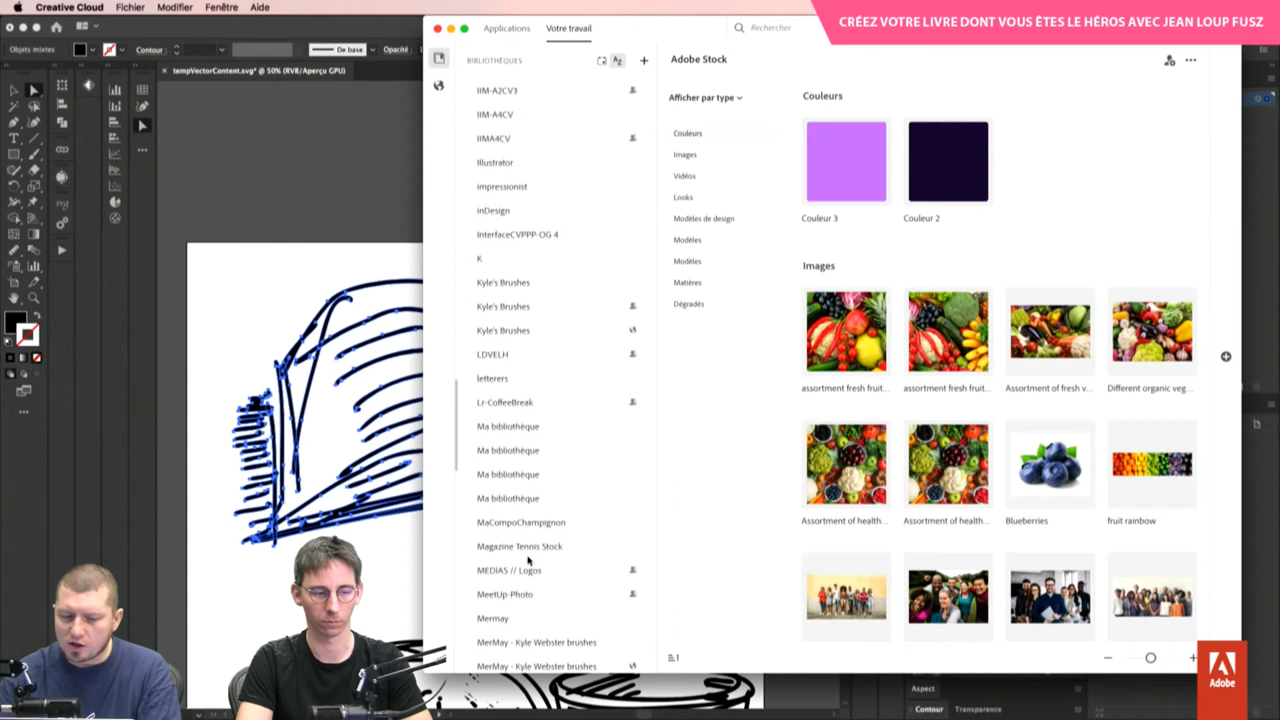 Creative Cloud Fichier Modifier Fenêtre Aide
CRÉEZ VOTRE LIVRE DONT VOUS ÊTES LE HÉROS AVEC JEAN LOUP FUSZ
Applications Votre travail
Rechercher
Objets mixtes
Contour :
De base
Opacité :
tempVectorContent.svg* @ 50% (RVB/Aperçu GPU)
BIBLIOTHÈQUES
IIM-A2CV3
IIM-A4CV
IIMA4CV
Illustrator
impressionist
inDesign
InterfaceCVPPP-OG 4
K
Kyle's Brushes
Kyle's Brushes
Kyle's Brushes
LDVELH
letterers
Lr-CoffeeBreak
Ma bibliothèque
Ma bibliothèque
Ma bibliothèque
Ma bibliothèque
MaCompoChampignon
Magazine Tennis Stock
MEDIAS // Logos
MeetUp-Photo
Mermay
MerMay - Kyle Webster brushes
MerMay - Kyle Webster brushes
Adobe Stock
Afficher par type
Couleurs
Images
Vidéos
Looks
Modèles de design
Modèles
Modèles
Matières
Dégradés
Couleurs
Couleur 3
Couleur 2
Images
assortment fresh fruit...
assortment fresh fruit...
Assortment of fresh v...
Different organic veg...
Assortment of health...
Assortment of health...
Blueberries
fruit rainbow
1
Aspect
Contour Transparence
Adobe